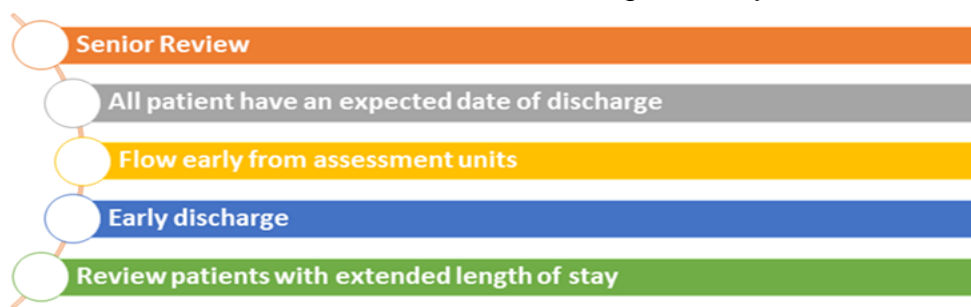 Senior Review
All patient have an expected date of discharge
Flow early from assessment units
Early discharge
Review patients with extended length of stay